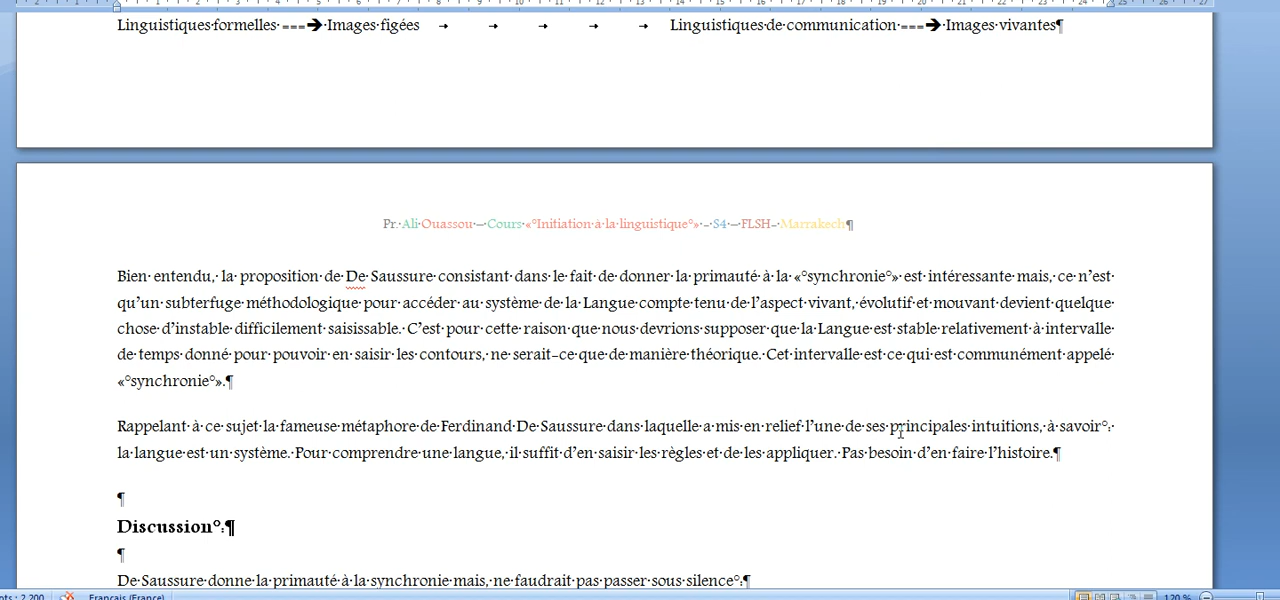 Linguistiques formelles ===➔ Images figées → → → → → Linguistiques de communication ===➔ Images vivantes¶
Pr. Ali Ouassou – Cours «°Initiation à la linguistique°» – S4 – FLSH– Marrakech¶
Bien entendu, la proposition de De Saussure consistant dans le fait de donner la primauté à la «°synchronie°» est intéressante mais, ce n'est
qu'un subterfuge méthodologique pour accéder au système de la Langue compte tenu de l'aspect vivant, évolutif et mouvant devient quelque
chose d'instable difficilement saisissable. C'est pour cette raison que nous devrions supposer que la Langue est stable relativement à intervalle
de temps donné pour pouvoir en saisir les contours, ne serait-ce que de manière théorique. Cet intervalle est ce qui est communément appelé
«°synchronie°».¶
Rappelant à ce sujet la fameuse métaphore de Ferdinand De Saussure dans laquelle a mis en relief l'une de ses principales intuitions, à savoir°:
la langue est un système. Pour comprendre une langue, il suffit d'en saisir les règles et de les appliquer. Pas besoin d'en faire l'histoire.¶
¶
Discussion°:¶
¶
De Saussure donne la primauté à la synchronie mais, ne faudrait pas passer sous silence°:¶
: 2 200 Français (France) 120 %